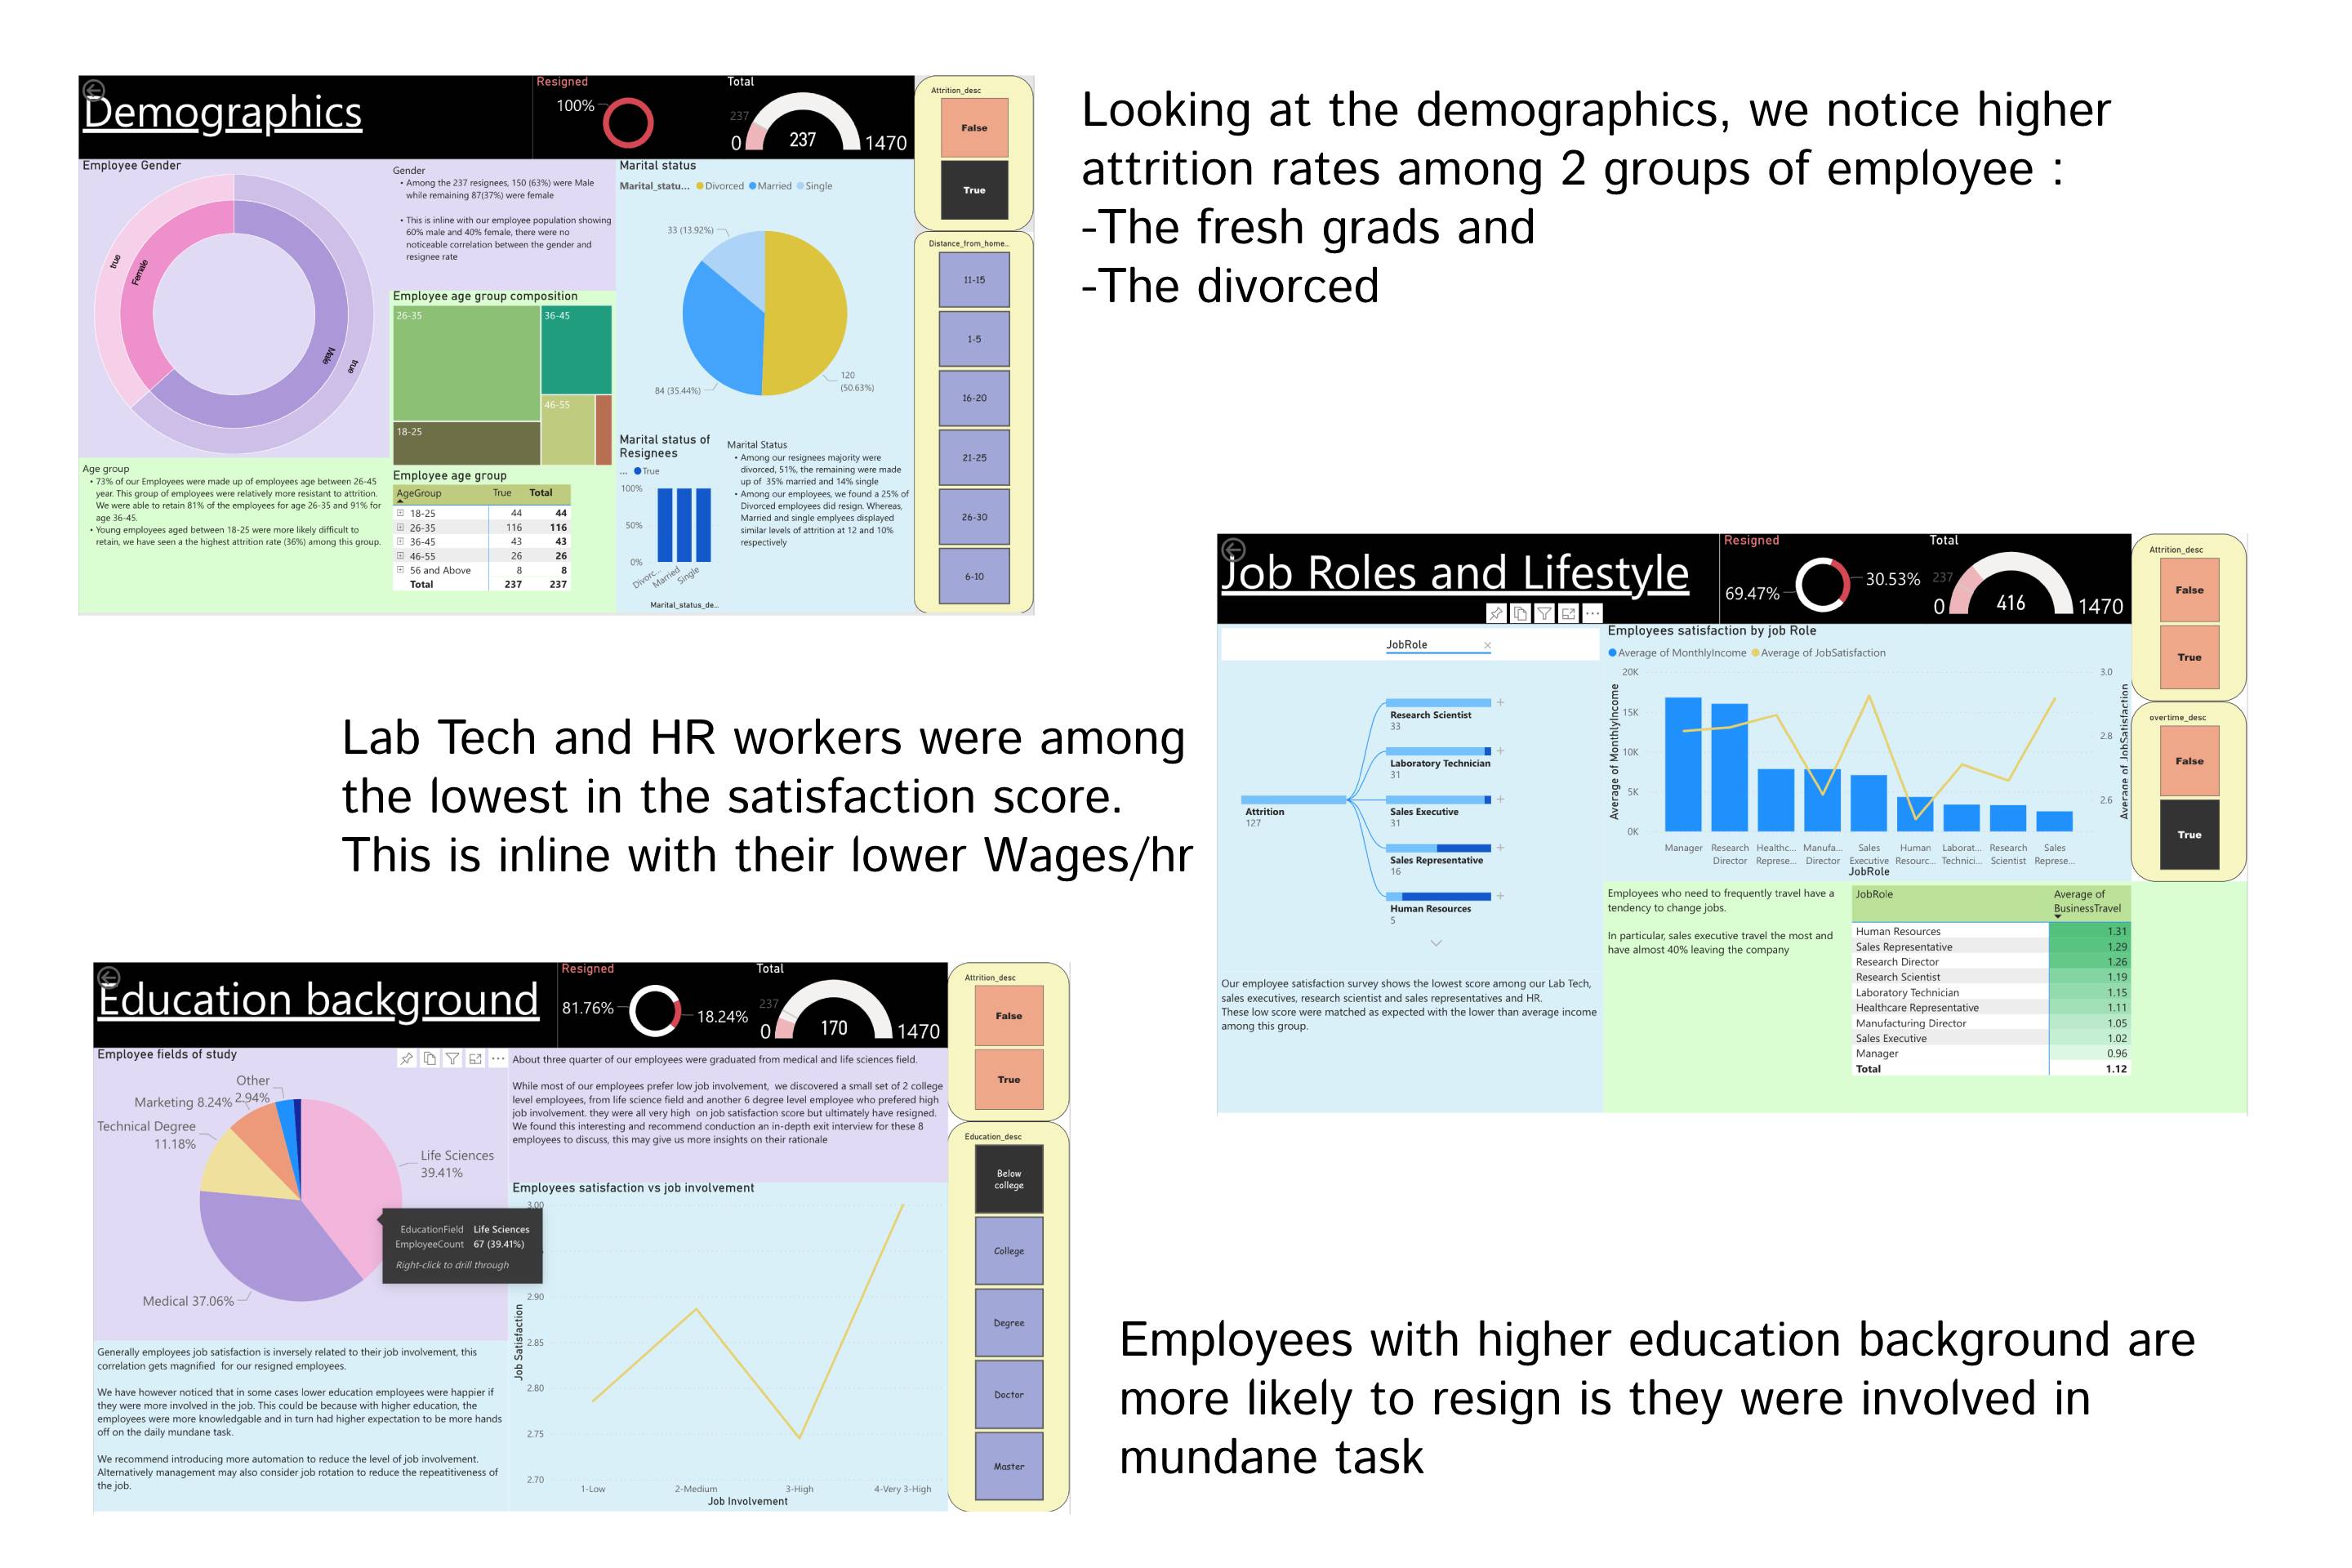 Demographics
Resigned
100%
Total
237
0
237
1470
Attrition_desc
False
True
Distance_from_home...
11-15
1-5
16-20
21-25
26-30
6-10
Employee Gender
true
Female
Male
true
Gender
• Among the 237 resignees, 150 (63%) were Male
while remaining 87(37%) were female
• This is inline with our employee population showing
60% male and 40% female, there were no
noticeable correlation between the gender and
resignee rate
Employee age group composition
26-35
36-45
46-55
18-25
Employee age group
AgeGroup True Total
18-25 44 44
26-35 116 116
36-45 43 43
46-55 26 26
56 and Above 8 8
Total 237 237
Age group
• 73% of our Employees were made up of employees age between 26-45
year. This group of employees were relatively more resistant to attrition.
We were able to retain 81% of the employees for age 26-35 and 91% for
age 36-45.
• Young employees aged between 18-25 were more likely difficult to
retain, we have seen a the highest attrition rate (36%) among this group.
Marital status
Marital_statu... Divorced Married Single
33 (13.92%)
84 (35.44%)
120
(50.63%)
Marital status of
Resignees
... True
100%
50%
0%
Divorc...
Married
Single
Marital_status_de...
Marital Status
• Among our resignees majority were
divorced, 51%, the remaining were made
up of 35% married and 14% single
• Among our employees, we found a 25% of
Divorced employees did resign. Whereas,
Married and single emplyees displayed
similar levels of attrition at 12 and 10%
respectively
Looking at the demographics, we notice higher
attrition rates among 2 groups of employee :
-The fresh grads and
-The divorced
Lab Tech and HR workers were among
the lowest in the satisfaction score.
This is inline with their lower Wages/hr
Job Roles and Lifestyle
Resigned
69.47%
30.53%
Total
237
0
416
1470
Attrition_desc
False
True
overtime_desc
False
True
JobRole
Attrition
127
Research Scientist
33
Laboratory Technician
31
Sales Executive
31
Sales Representative
16
Human Resources
5
Our employee satisfaction survey shows the lowest score among our Lab Tech,
sales executives, research scientist and sales representatives and HR.
These low score were matched as expected with the lower than average income
among this group.
Employees satisfaction by job Role
Average of MonthlyIncome Average of JobSatisfaction
Average of MonthlyIncome
20K
15K
10K
5K
0K
3.0
2.8
2.6
Average of JobSatisfaction
Manager Research Healthc... Manufa... Sales Human Laborat... Research Sales
Director Represe... Director Executive Resourc... Technici... Scientist Represe...
JobRole
Employees who need to frequently travel have a
tendency to change jobs.
In particular, sales executive travel the most and
have almost 40% leaving the company
JobRole Average of
BusinessTravel
Human Resources 1.31
Sales Representative 1.29
Research Director 1.26
Research Scientist 1.19
Laboratory Technician 1.15
Healthcare Representative 1.11
Manufacturing Director 1.05
Sales Executive 1.02
Manager 0.96
Total 1.12
Education background
Resigned
81.76%
18.24%
Total
237
0
170
1470
Attrition_desc
False
True
Education_desc
Below
college
College
Degree
Doctor
Master
Employee fields of study
Other
2.94%
Marketing 8.24%
Technical Degree
11.18%
Life Sciences
39.41%
Medical 37.06%
EducationField Life Sciences
EmployeeCount 67 (39.41%)
Right-click to drill through
About three quarter of our employees were graduated from medical and life sciences field.
While most of our employees prefer low job involvement, we discovered a small set of 2 college
level employees, from life science field and another 6 degree level employee who prefered high
job involvement. they were all very high on job satisfaction score but ultimately have resigned.
We found this interesting and recommend conduction an in-depth exit interview for these 8
employees to discuss, this may give us more insights on their rationale
Employees satisfaction vs job involvement
Job Satisfaction
3.00
2.90
2.85
2.80
2.75
2.70
1-Low
2-Medium
3-High
4-Very 3-High
Job Involvement
Generally employees job satisfaction is inversely related to their job involvement, this
correlation gets magnified for our resigned employees.
We have however noticed that in some cases lower education employees were happier if
they were more involved in the job. This could be because with higher education, the
employees were more knowledgable and in turn had higher expectation to be more hands
off on the daily mundane task.
We recommend introducing more automation to reduce the level of job involvement.
Alternatively management may also consider job rotation to reduce the repeatitiveness of
the job.
Employees with higher education background are
more likely to resign is they were involved in
mundane task